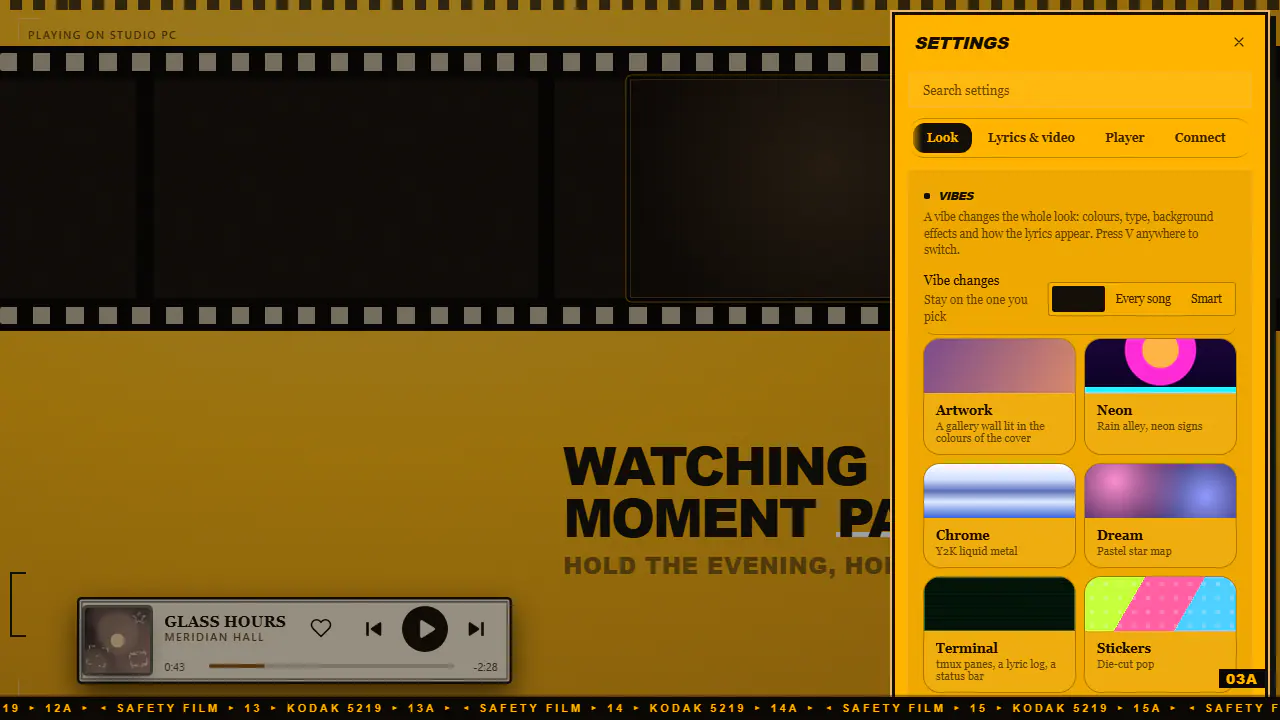 PLAYING ON STUDIO PC
SETTINGS
Search settings
Look
Lyrics & video
Player
Connect
VIBES
A vibe changes the whole look: colours, type, background
effects and how the lyrics appear. Press V anywhere to
switch.
Vibe changes
Stay on the one you
pick
Every song
Smart
Artwork
A gallery wall lit in the
colours of the cover
Neon
Rain alley, neon signs
Chrome
Y2K liquid metal
Dream
Pastel star map
Terminal
tmux panes, a lyric log, a
status bar
Stickers
Die-cut pop
03A
WATCHING
MOMENT PA
HOLD THE EVENING, HO
GLASS HOURS
MERIDIAN HALL
0:43
-2:28
19 ▸ 12A ▸ ◂ SAFETY FILM ▸ 13 ▸ KODAK 5219 ▸ 13A ▸ ◂ SAFETY FILM ▸ 14 ▸ KODAK 5219 ▸ 14A ▸ ◂ SAFETY FILM ▸ 15 ▸ KODAK 5219 ▸ 15A ▸ ◂ SAFETY F